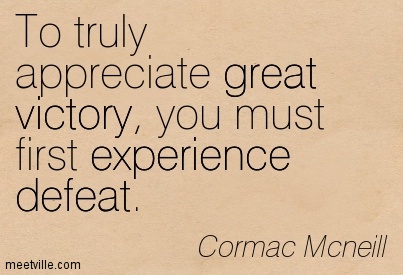 To truly
appreciate great
victory, you must
first experience
defeat.
Cormac Mcneill
meetville.com